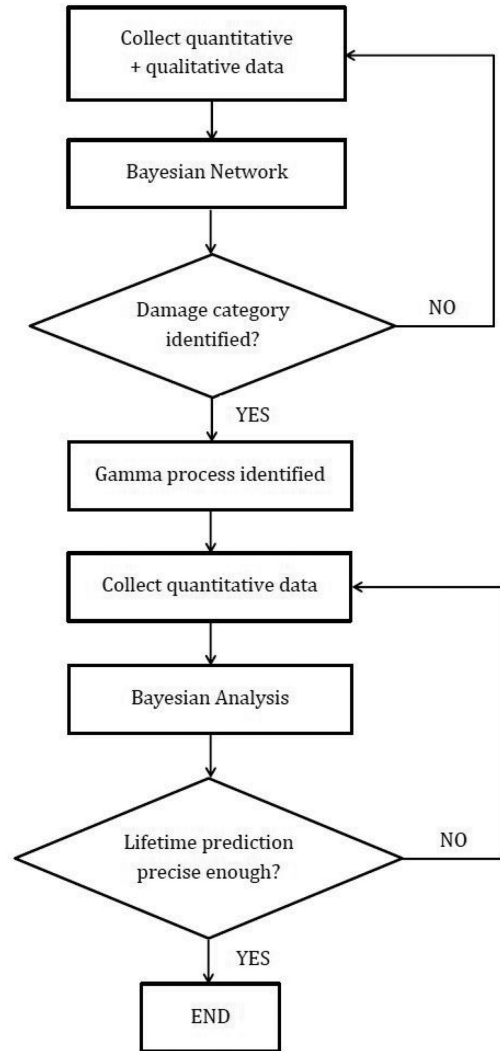 Collect quantitative
+ qualitative data
Bayesian Network
Damage category
identified?
NO
YES
Gamma process identified
Collect quantitative data
Bayesian Analysis
Lifetime prediction
precise enough?
NO
YES
END